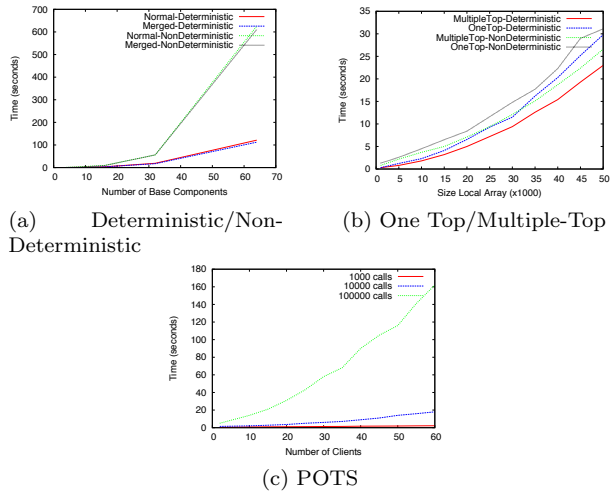 700
600
500
400
300
200
100
0
Time (seconds)
Normal-Deterministic
Merged-Deterministic
Normal-NonDeterministic
Merged-NonDeterministic
0 10 20 30 40 50 60 70
Number of Base Components
(a) Deterministic/Non-
Deterministic
35
30
25
20
15
10
5
0
Time (seconds)
MultipleTop-Deterministic
OneTop-Deterministic
MultipleTop-NonDeterministic
OneTop-NonDeterministic
0 5 10 15 20 25 30 35 40 45 50
Size Local Array (x1000)
(b) One Top/Multiple-Top
180
160
140
120
100
80
60
40
20
0
Time (seconds)
1000 calls
10000 calls
100000 calls
0 10 20 30 40 50 60
Number of Clients
(c) POTS